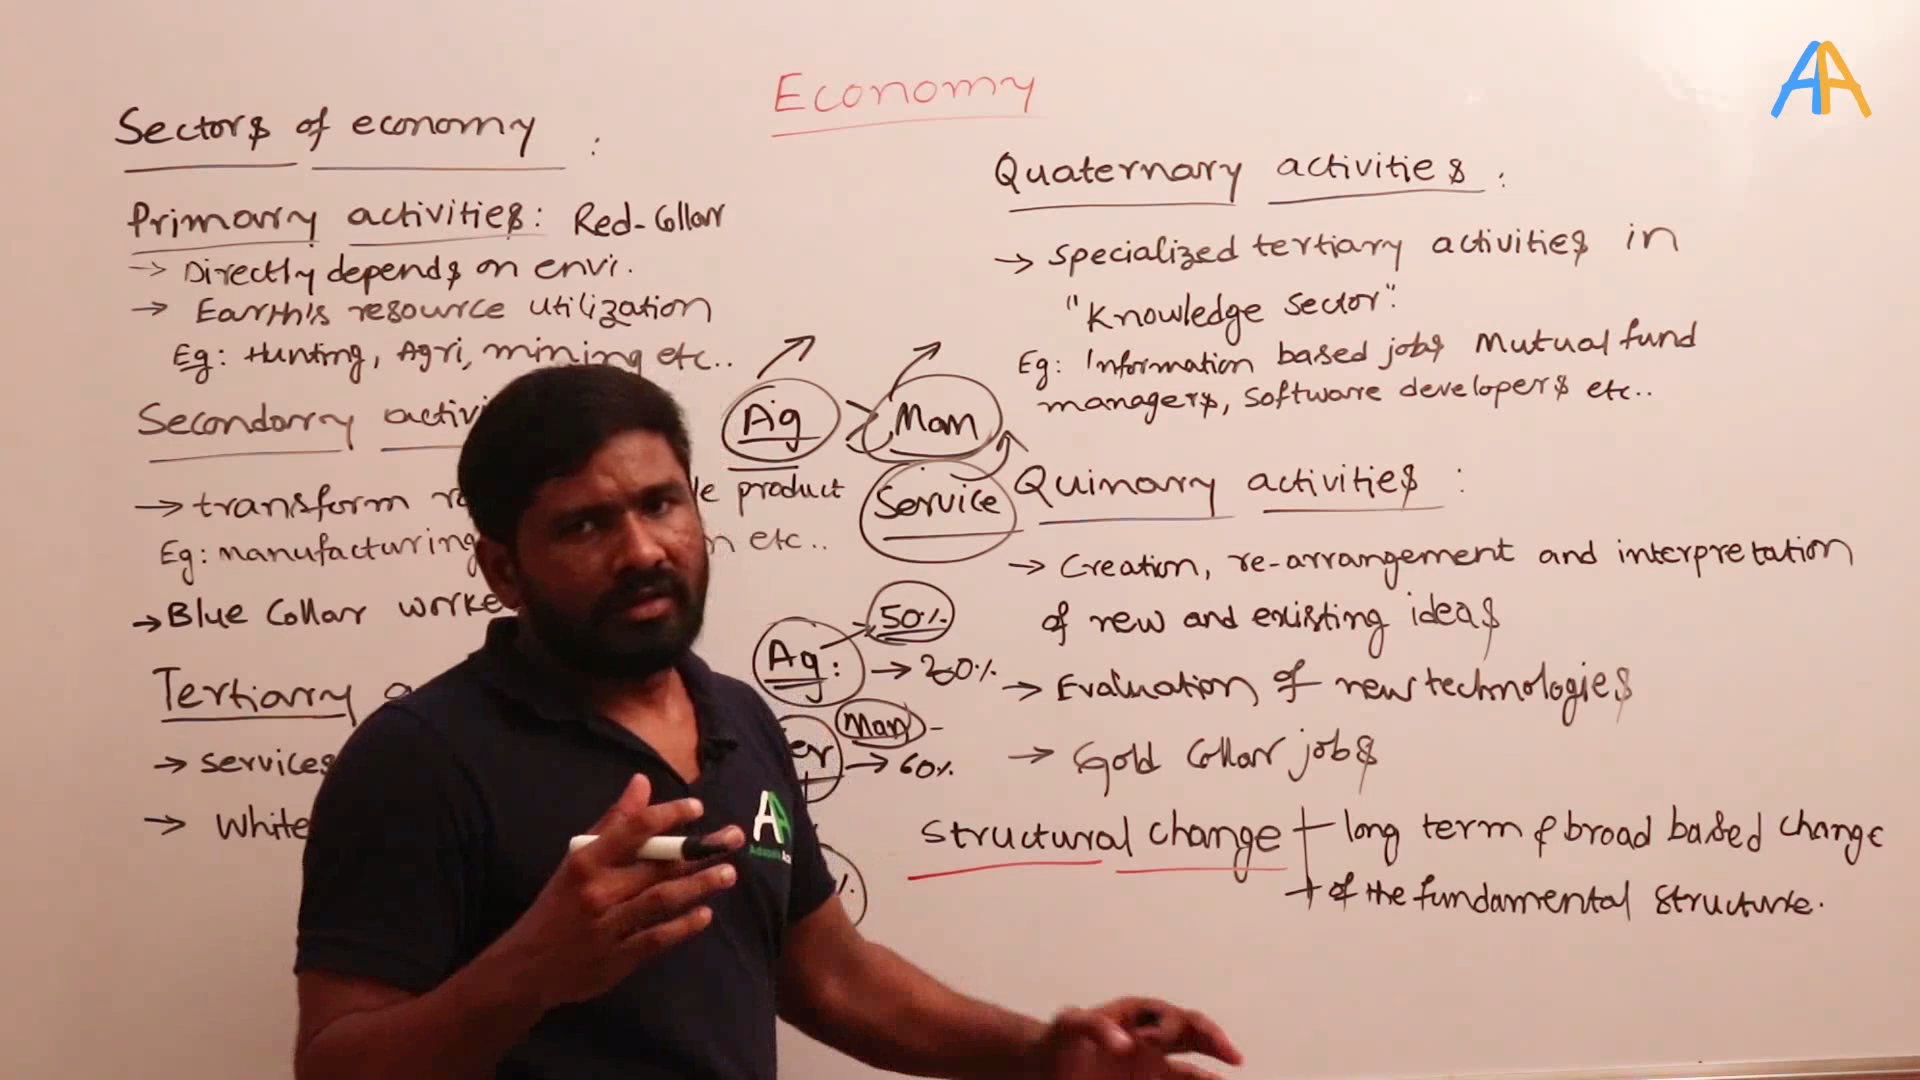 Economy
Sectors of economy :
Primary activities: Red-Collar
→ Directly depends on envi.
→ Earth's resource utilization
Eg: Hunting, Agri, mining etc..
Secondary
→ transform product
Eg: manufacturing etc..
→ Blue Collar
Tertiary
→ services
→ White
Ag
Man
Service
50%
Ag: → 30%
Man
→ 60%
Quaternary activities :
→ Specialized tertiary activities in
"Knowledge Sector".
Eg: Information based jobs Mutual fund
managers, Software developers etc..
Quinary activities :
→ Creation, re-arrangement and interpretation
of new and existing ideas
→ Evaluation of new technologies
→ Gold Collar jobs
Structural change
long term & broad based change
of the fundamental structure.
AA
AA